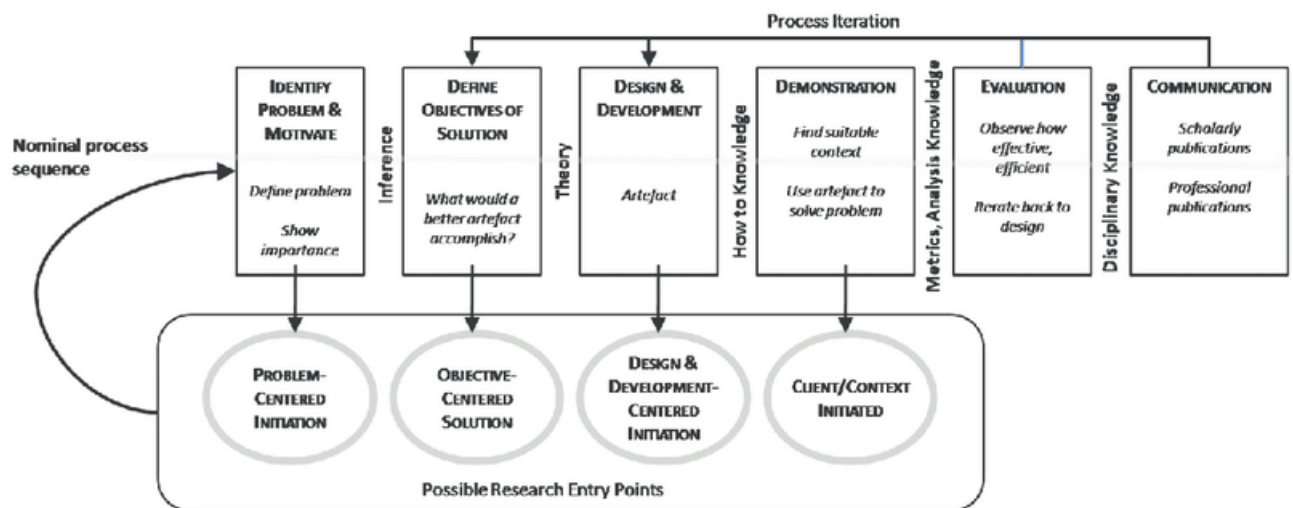 Process Iteration
IDENTIFY
PROBLEM &
MOTIVATE
Define problem
Show
importance
Inference
DEFINE
OBJECTIVES OF
SOLUTION
What would a
better artefact
accomplish?
Theory
DESIGN &
DEVELOPMENT
Artefact
How to Knowledge
DEMONSTRATION
Find suitable
context
Use artefact to
solve problem
Metrics, Analysis Knowledge
EVALUATION
Observe how
effective,
efficient
Iterate back to
design
Disciplinary Knowledge
COMMUNICATION
Scholarly
publications
Professional
publications
Nominal process
sequence
PROBLEM-
CENTERED
INITIATION
OBJECTIVE-
CENTERED
SOLUTION
DESIGN &
DEVELOPMENT-
CENTERED
INITIATION
CLIENT/CONTEXT
INITIATED
Possible Research Entry Points